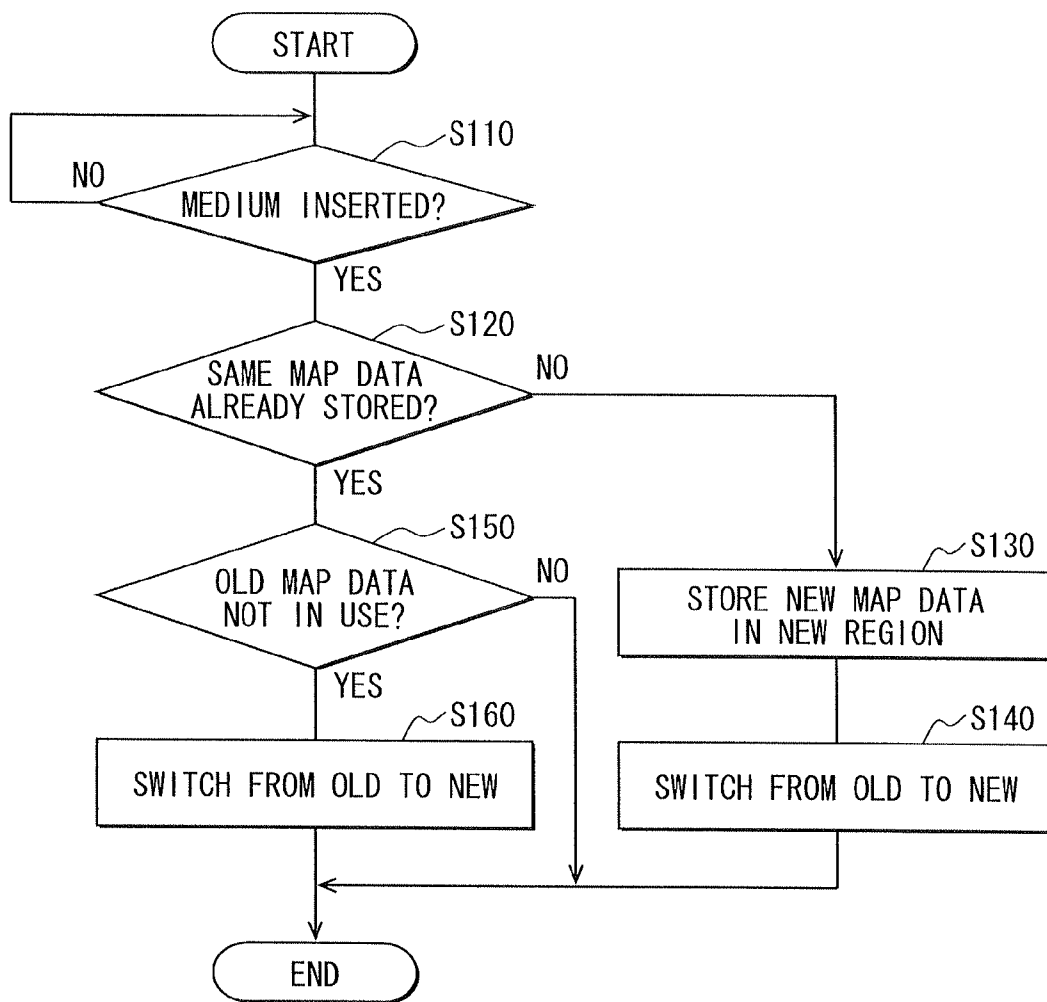 START
S110
NO
MEDIUM INSERTED?
YES
S120
SAME MAP DATA
ALREADY STORED?
NO
YES
S150
OLD MAP DATA
NOT IN USE?
NO
YES
S130
STORE NEW MAP DATA
IN NEW REGION
S160
SWITCH FROM OLD TO NEW
S140
SWITCH FROM OLD TO NEW
END